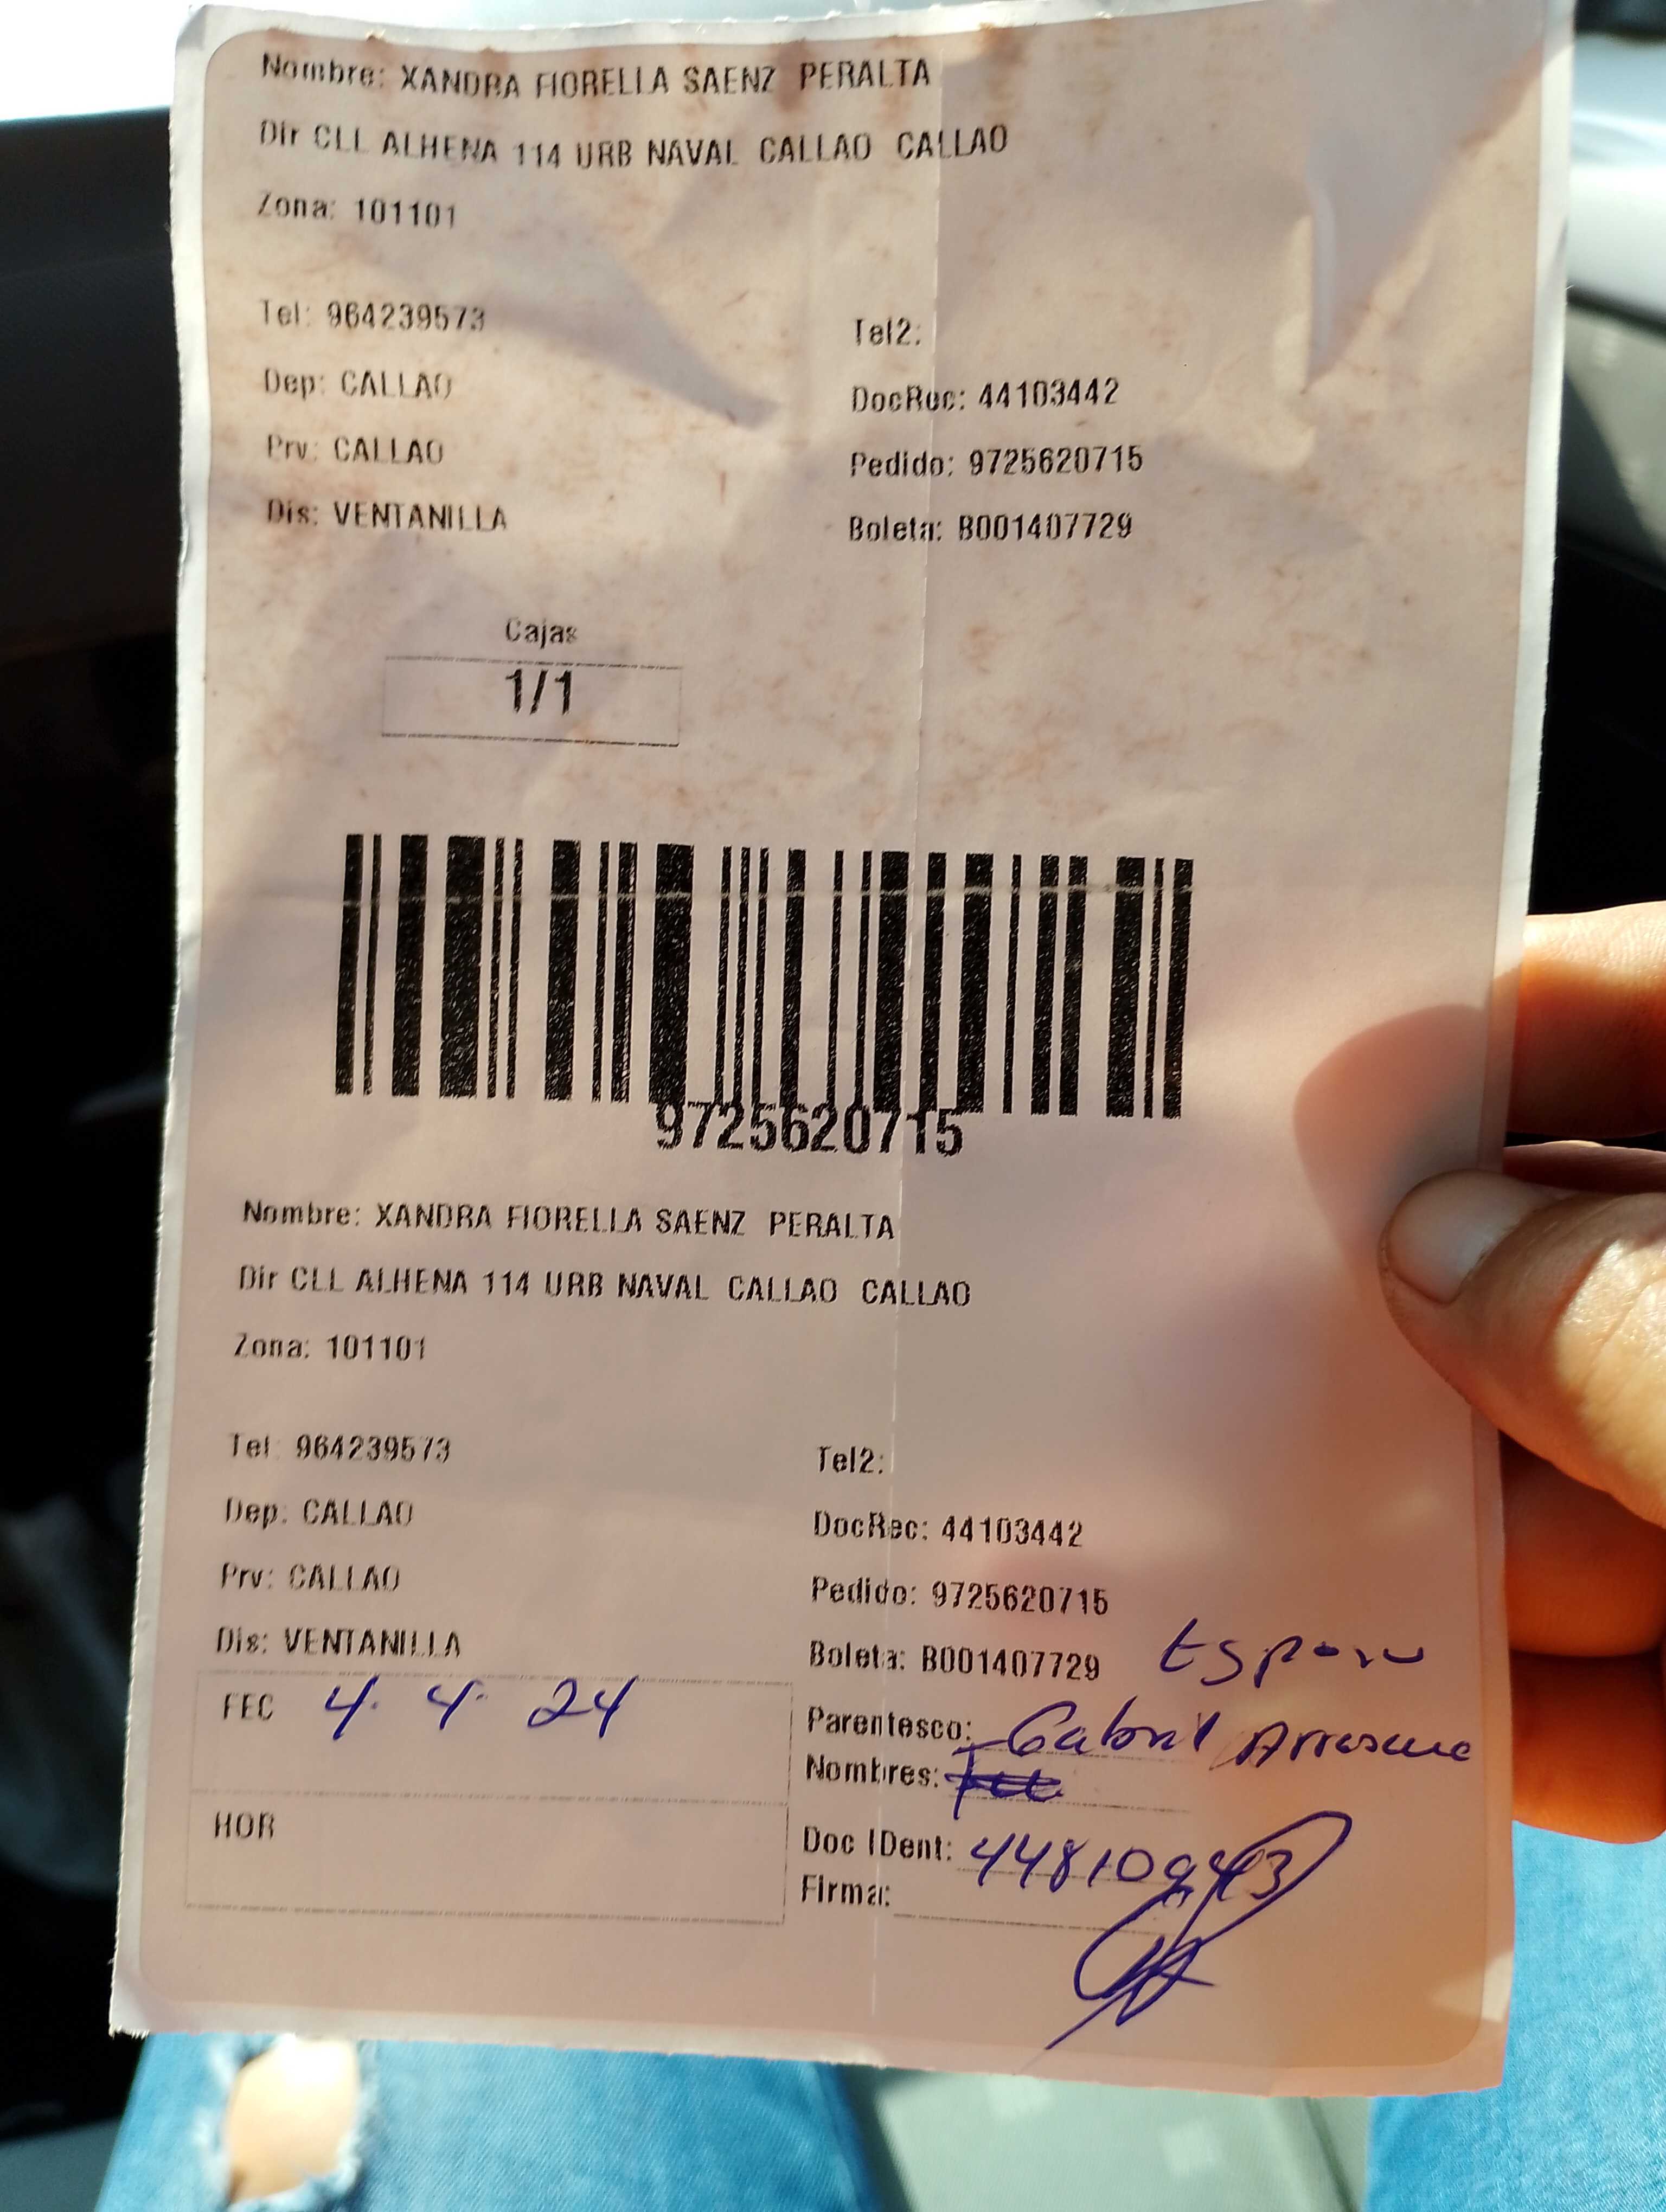 Nombre: XANDRA FIORELLA SAENZ PERALTA
Dir CLL ALHENA 114 URB NAVAL CALLAO CALLAO
Zona: 101101
Tel: 964239573 Tel2:
Dep: CALLAO DocRec: 44103442
Prv: CALLAO Pedido: 9725620715
Dis: VENTANILLA Boleta: B001407729
Cajas
1/1
9725620715
Nombre: XANDRA FIORELLA SAENZ PERALTA
Dir CLL ALHENA 114 URB NAVAL CALLAO CALLAO
Zona: 101101
Tel: 964239573 Tel2:
Dep: CALLAO DocRec: 44103442
Prv: CALLAO Pedido: 9725620715
Dis: VENTANILLA Boleta: B001407729 Esposo
FEC 4. 4. 24 Parentesco: Gabriel
Nombres:
HOR Doc IDent:
Firma: